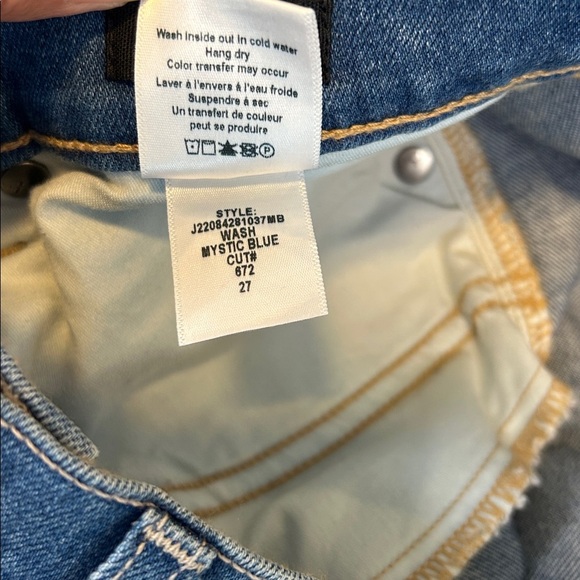 Wash inside out in cold water
Hang dry
Color transfer may occur
Laver à l'envers à l'eau froide
Suspendre à sec
Un transfert de couleur
peut se produire
P
STYLE:
J22084281037MB
WASH
MYSTIC BLUE
CUT#
672
27